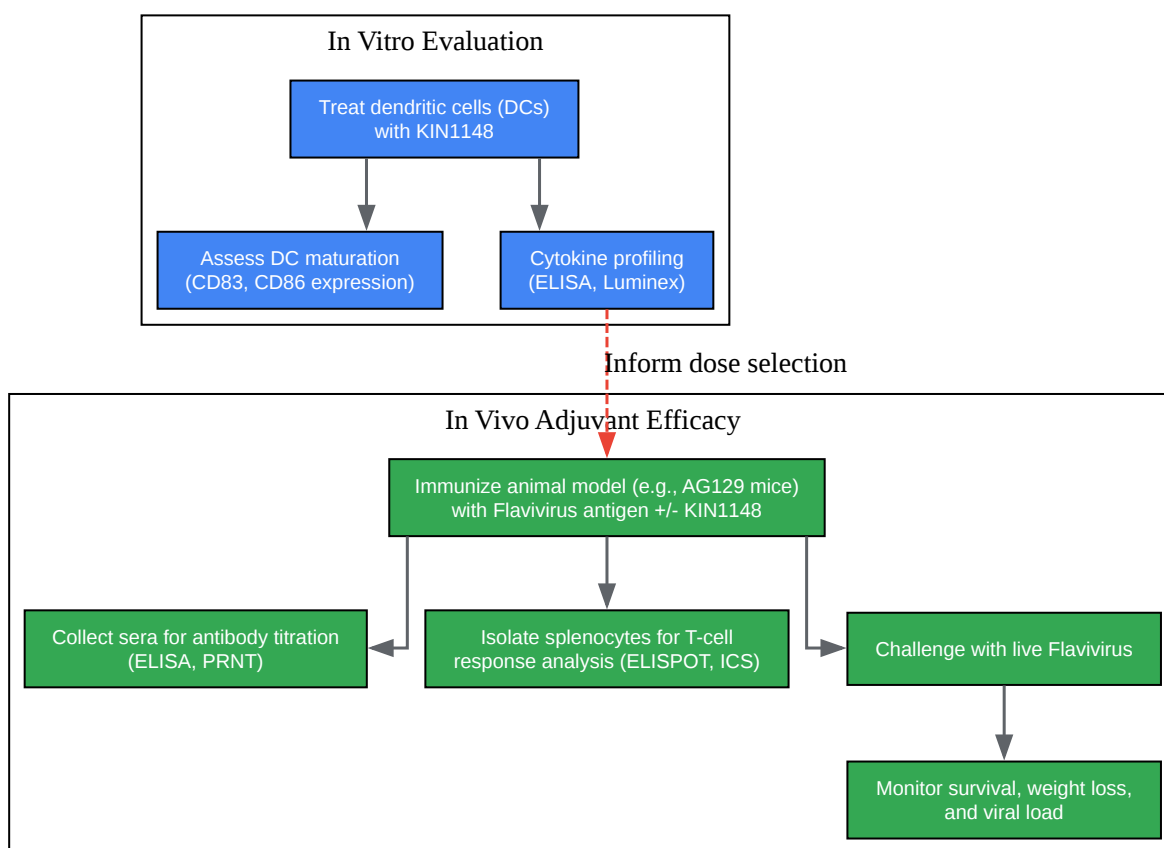 In Vitro Evaluation
Treat dendritic cells (DCs)
with KIN1148
Assess DC maturation
(CD83, CD86 expression)
Cytokine profiling
(ELISA, Luminex)
Inform dose selection
In Vivo Adjuvant Efficacy
Immunize animal model (e.g., AG129 mice)
with Flavivirus antigen +/- KIN1148
Collect sera for antibody titration
(ELISA, PRNT)
Isolate splenocytes for T-cell
response analysis (ELISPOT, ICS)
Challenge with live Flavivirus
Monitor survival, weight loss,
and viral load